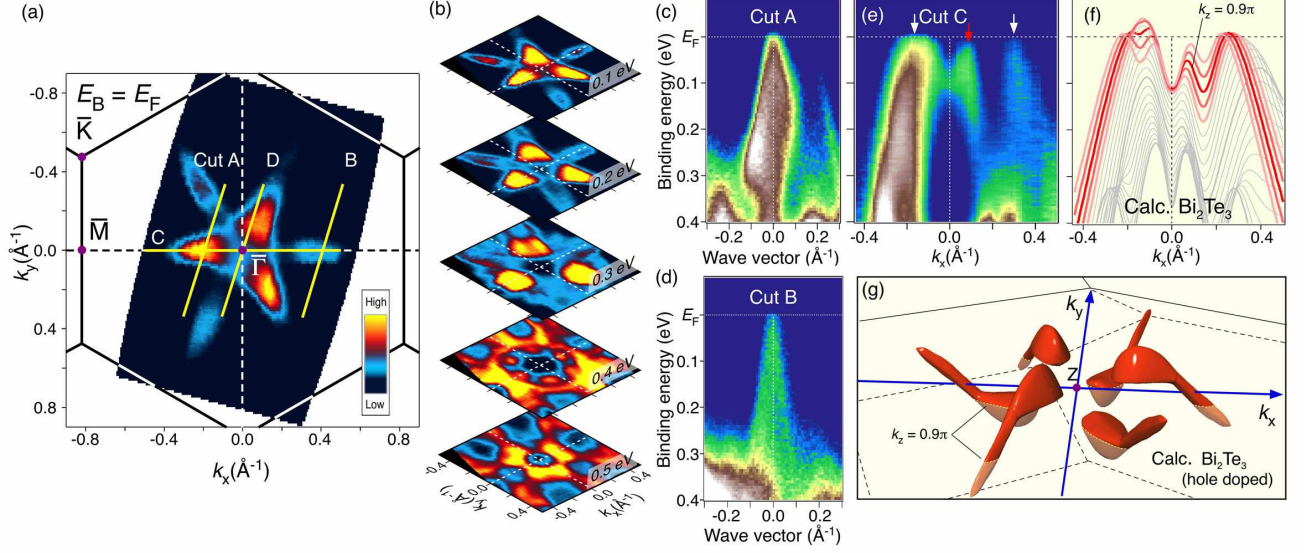 (a)
E_B = E_F
K̅
M̅
Γ̅
Cut A
D
B
C
-0.8
-0.4
0.0
0.4
0.8
k_y(Å⁻¹)
-0.8
-0.4
0.0
0.4
0.8
k_x(Å⁻¹)
High
Low
(b)
0.1 eV
0.2 eV
0.3 eV
0.4 eV
0.5 eV
-0.4
0.0
0.4
k_y(Å⁻¹)
-0.4
0.0
0.4
k_x(Å⁻¹)
(c)
Cut A
E_F
0.1
0.2
0.3
0.4
Binding energy (eV)
-0.2
0.0
0.2
Wave vector (Å⁻¹)
(d)
Cut B
E_F
0.1
0.2
0.3
0.4
Binding energy (eV)
-0.2
0.0
0.2
Wave vector (Å⁻¹)
(e)
Cut C
-0.4
0.0
0.4
k_x(Å⁻¹)
(f)
k_z = 0.9π
Calc. Bi₂Te₃
-0.4
0.0
0.4
k_x(Å⁻¹)
(g)
k_y
Z
k_x
k_z = 0.9π
Calc. Bi₂Te₃
(hole doped)